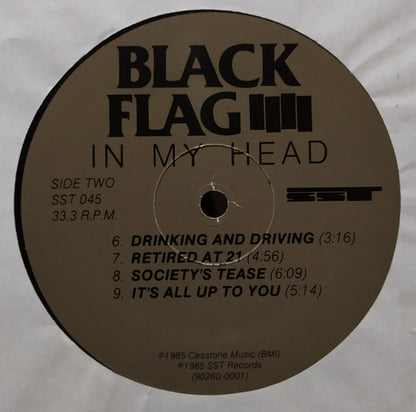 BLACK
FLAG
IN MY HEAD
SIDE TWO
SST 045
33.3 R.P.M.
SST
6. DRINKING AND DRIVING (3:16)
7. RETIRED AT 21 (4:56)
8. SOCIETY'S TEASE (6:09)
9. IT'S ALL UP TO YOU (5:14)
©1985 Cesstone Music (BMI)
℗1985 SST Records
(90260-0001)